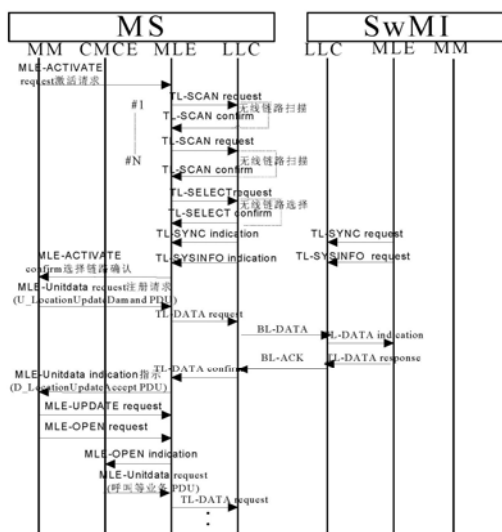 MS
SwMI
MM CMCE MLE LLC
LLC MLE MM
MLE-ACTIVATE
request激活请求
TL-SCAN request
#1
无线链路扫描
TL-SCAN confirm
TL-SCAN request
无线链路扫描
#N
TL-SCAN confirm
TL-SELECTrequest
无线链路选择
TL-SELECT confirm
TL-SYNC indication
TL-SYNC request
MLE-ACTIVATE
TL-SYSINFO indication
TL-SYSINFO request
confirm选择链路确认
MLE-Unitdata request注册请求
(U_LocationUpdateDamand PDU)
TL-DATA request
BL-DATA
TL-DATA indication
BL-ACK
TL-DATA response
MLE-Unitdata indication指示
TL-DATA confirm
(D_LocationUpdateAccept PDU)
MLE-UPDATE request
MLE-OPEN request
MLE-OPEN indication
MLE-Unitdata request
(呼叫等业务 PDU)
TL-DATA request